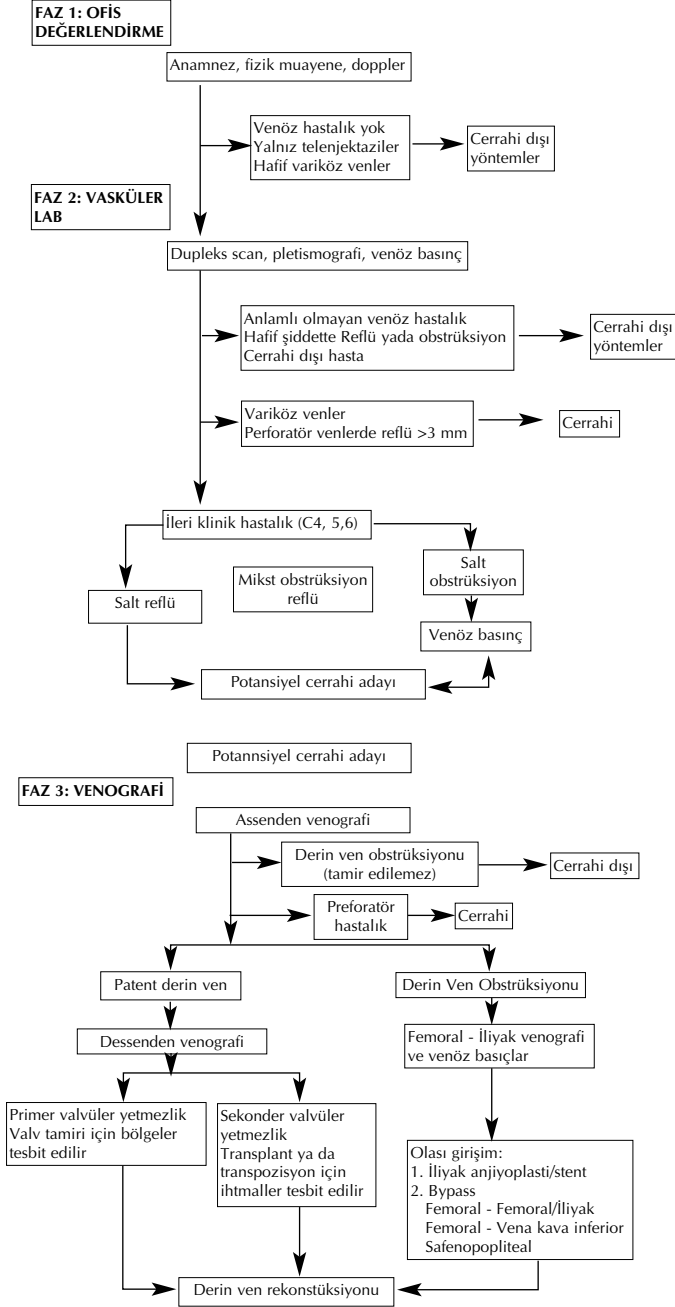 FAZ 1: OFİS
DEĞERLENDİRME
Anamnez, fizik muayene, doppler
Venöz hastalık yok
Yalnız telenjektaziler
Hafif variköz venler
Cerrahi dışı
yöntemler
FAZ 2: VASKÜLER
LAB
Dupleks scan, pletismografi, venöz basınç
Anlamlı olmayan venöz hastalık
Hafif şiddette Reflü yada obstrüksiyon
Cerrahi dışı hasta
Cerrahi dışı
yöntemler
Variköz venler
Perforatör venlerde reflü >3 mm
Cerrahi
İleri klinik hastalık (C4, 5,6)
Salt reflü
Mikst obstrüksiyon
reflü
Salt
obstrüksiyon
Venöz basınç
Potansiyel cerrahi adayı
Potannsiyel cerrahi adayı
FAZ 3: VENOGRAFİ
Assenden venografi
Derin ven obstrüksiyonu
(tamir edilemez)
Cerrahi dışı
Preforatör
hastalık
Cerrahi
Patent derin ven
Derin Ven Obstrüksiyonu
Dessenden venografi
Femoral - İliyak venografi
ve venöz basıçlar
Primer valvüler yetmezlik
Valv tamiri için bölgeler
tesbit edilir
Sekonder valvüler
yetmezlik
Transplant ya da
transpozisyon için
ihtmaller tesbit edilir
Olası girişim:
1. İliyak anjiyoplasti/stent
2. Bypass
Femoral - Femoral/İliyak
Femoral - Vena kava inferior
Safenopopliteal
Derin ven rekonstüksiyonu